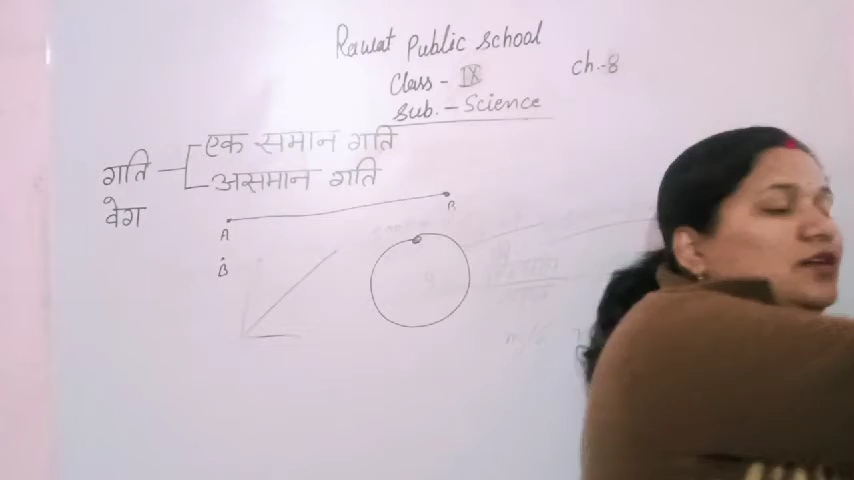 Rawat Public School
Class - IX
ch.-8
Sub. - Science
गति
एक समान गति
असमान गति
वेग
A
B
B
m/s